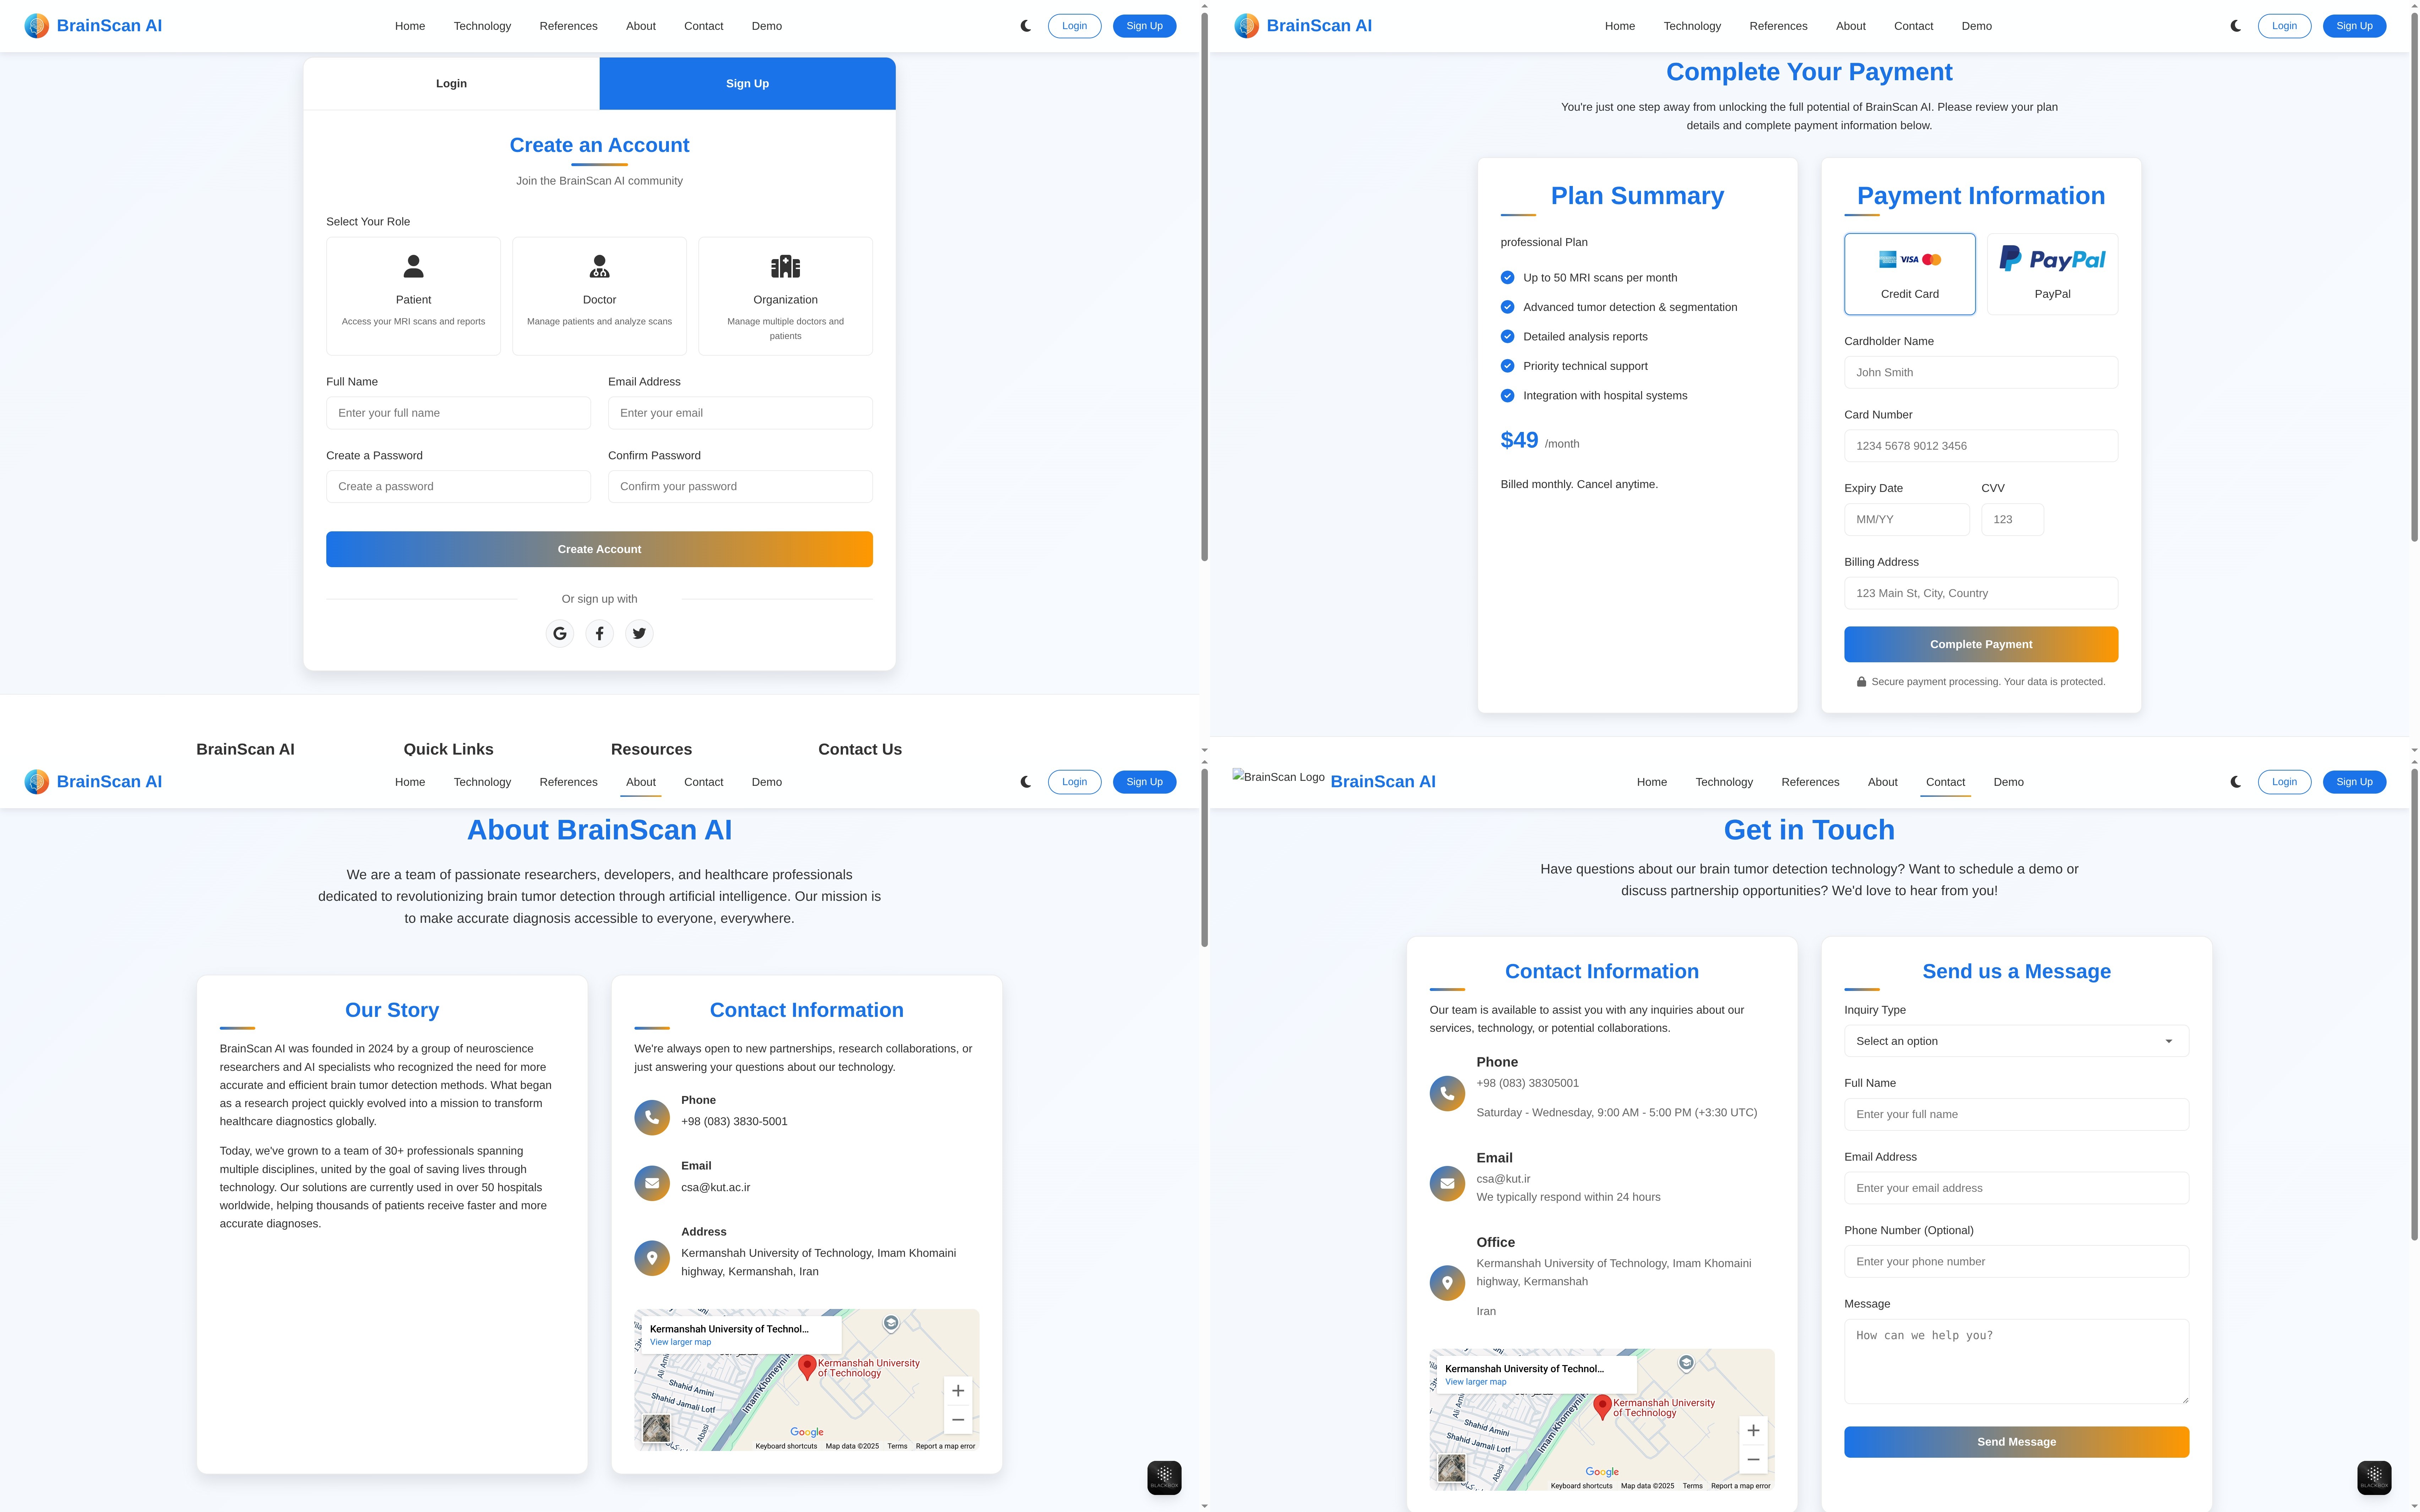 BrainScan AI
Home Technology References About Contact Demo
Login Sign Up
Login
Sign Up
Create an Account
Join the BrainScan AI community
Select Your Role
Patient
Access your MRI scans and reports
Doctor
Manage patients and analyze scans
Organization
Manage multiple doctors and
patients
Full Name
Enter your full name
Email Address
Enter your email
Create a Password
Create a password
Confirm Password
Confirm your password
Create Account
Or sign up with
BrainScan AI
Quick Links
Resources
Contact Us
BrainScan AI
Home Technology References About Contact Demo
Login Sign Up
Complete Your Payment
You're just one step away from unlocking the full potential of BrainScan AI. Please review your plan
details and complete payment information below.
Plan Summary
professional Plan
Up to 50 MRI scans per month
Advanced tumor detection & segmentation
Detailed analysis reports
Priority technical support
Integration with hospital systems
$49 /month
Billed monthly. Cancel anytime.
Payment Information
VISA
Credit Card
PayPal
PayPal
Cardholder Name
John Smith
Card Number
1234 5678 9012 3456
Expiry Date
MM/YY
CVV
123
Billing Address
123 Main St, City, Country
Complete Payment
Secure payment processing. Your data is protected.
BrainScan AI
Home Technology References About Contact Demo
Login Sign Up
About BrainScan AI
We are a team of passionate researchers, developers, and healthcare professionals
dedicated to revolutionizing brain tumor detection through artificial intelligence. Our mission is
to make accurate diagnosis accessible to everyone, everywhere.
Our Story
BrainScan AI was founded in 2024 by a group of neuroscience
researchers and AI specialists who recognized the need for more
accurate and efficient brain tumor detection methods. What began
as a research project quickly evolved into a mission to transform
healthcare diagnostics globally.
Today, we've grown to a team of 30+ professionals spanning
multiple disciplines, united by the goal of saving lives through
technology. Our solutions are currently used in over 50 hospitals
worldwide, helping thousands of patients receive faster and more
accurate diagnoses.
Contact Information
We're always open to new partnerships, research collaborations, or
just answering your questions about our technology.
Phone
+98 (083) 3830-5001
Email
csa@kut.ac.ir
Address
Kermanshah University of Technology, Imam Khomaini
highway, Kermanshah, Iran
Kermanshah University of Technol...
View larger map
Kermanshah University
of Technology
Shahid Amini
Shahid Jamali Lotf
Abasi
Imam Khomeyni
Google
Keyboard shortcuts Map data ©2025 Terms Report a map error
BLACKBOX
BrainScan Logo BrainScan AI
Home Technology References About Contact Demo
Login Sign Up
Get in Touch
Have questions about our brain tumor detection technology? Want to schedule a demo or
discuss partnership opportunities? We'd love to hear from you!
Contact Information
Our team is available to assist you with any inquiries about our
services, technology, or potential collaborations.
Phone
+98 (083) 38305001
Saturday - Wednesday, 9:00 AM - 5:00 PM (+3:30 UTC)
Email
csa@kut.ir
We typically respond within 24 hours
Office
Kermanshah University of Technology, Imam Khomaini
highway, Kermanshah
Iran
Kermanshah University of Technol...
View larger map
Kermanshah University
of Technology
Shahid Amini
Shahid Jamali Lotf
Abasi
Imam Khomeyni
Google
Keyboard shortcuts Map data ©2025 Terms Report a map error
Send us a Message
Inquiry Type
Select an option
Full Name
Enter your full name
Email Address
Enter your email address
Phone Number (Optional)
Enter your phone number
Message
How can we help you?
Send Message
BLACKBOX